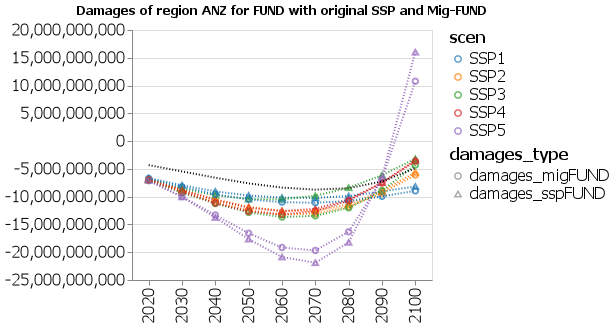 Damages of region ANZ for FUND with original SSP and Mig-FUND
20,000,000,000
15,000,000,000
10,000,000,000
5,000,000,000
0
-5,000,000,000
-10,000,000,000
-15,000,000,000
-20,000,000,000
-25,000,000,000
2020
2030
2040
2050
2060
2070
2080
2090
2100
scen
SSP1
SSP2
SSP3
SSP4
SSP5
damages_type
damages_migFUND
damages_sspFUND